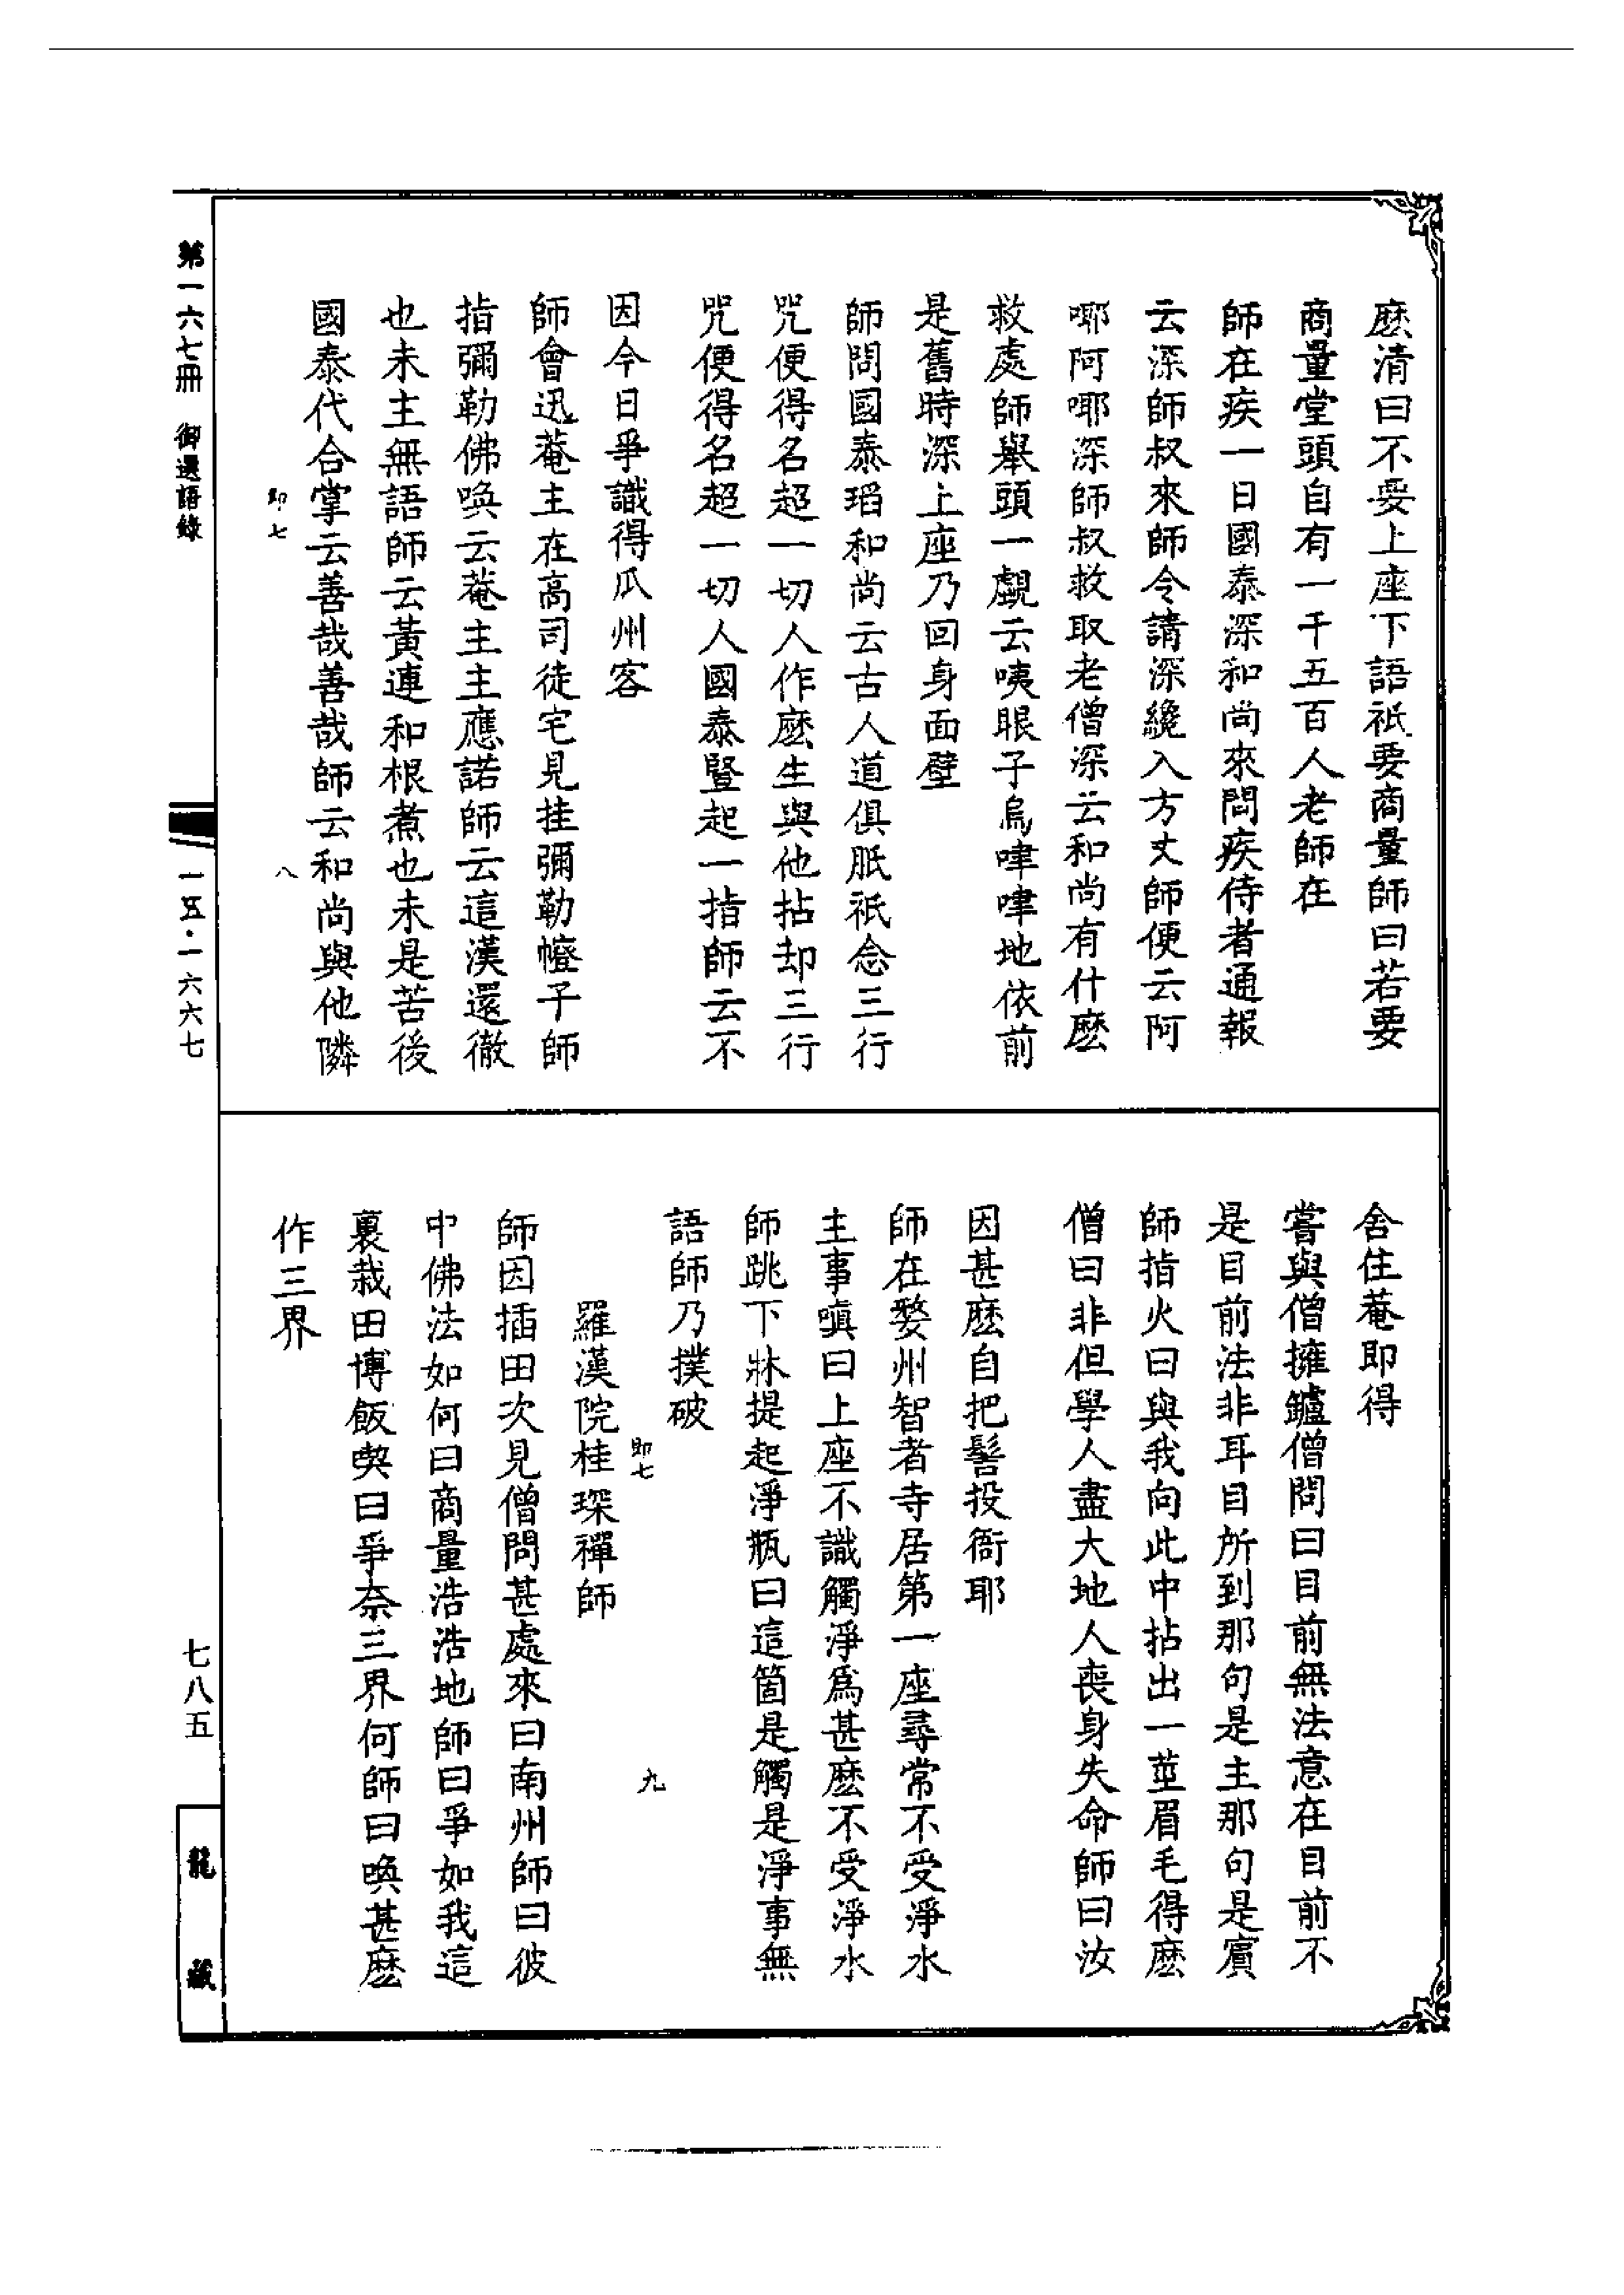 麽清曰不要上座下語祇要商量師曰若要
商量堂頭自有一千五百人老師在
師在疾一日國泰深和尚來問疾侍者通報
云深師叔來師令請深纔入方丈師便云阿
㖿阿㖿深師叔救取老僧深云和尚有什麽
救處師舉頭一覷云咦眼子烏嗶嗶地依前
是舊時深上座乃回身面壁
師問國泰瑫和尚云古人道俱胝祇念三行
咒便得名超一切人作麽生與他拈却三行
咒便得名超一切人國泰豎起一指師云不
因今日爭識得瓜州客
師會迅菴主在高司徒宅見挂彌勒㡧子師
指彌勒佛喚云菴主主應諾師云這漢還徹
也未主無語師云黃連和根煮也未是苦後
國泰代合掌云善哉善哉師云和尚與他隣
即七
八
舍住菴即得
嘗與僧擁鑪僧問曰目前無法意在目前不
是目前法非耳目所到那句是主那句是賓
師指火曰與我向此中拈出一莖眉毛得麽
僧曰非但學人盡大地人喪身失命師曰汝
因甚麽自把髻投衙耶
師在婺州智者寺居第一座尋常不受淨水
主事嗔曰上座不識觸淨爲甚麽不受淨水
師跳下牀提起淨瓶曰這箇是觸是淨事無
語師乃撲破
即七
九
羅漢院桂琛禪師
師因插田次見僧問甚處來曰南州師曰彼
中佛法如何曰商量浩浩地師曰爭如我這
裏栽田博飯喫曰爭奈三界何師曰喚甚麽
作三界
第一六七冊 御選語錄
一五·一六六七
七八五
龍藏